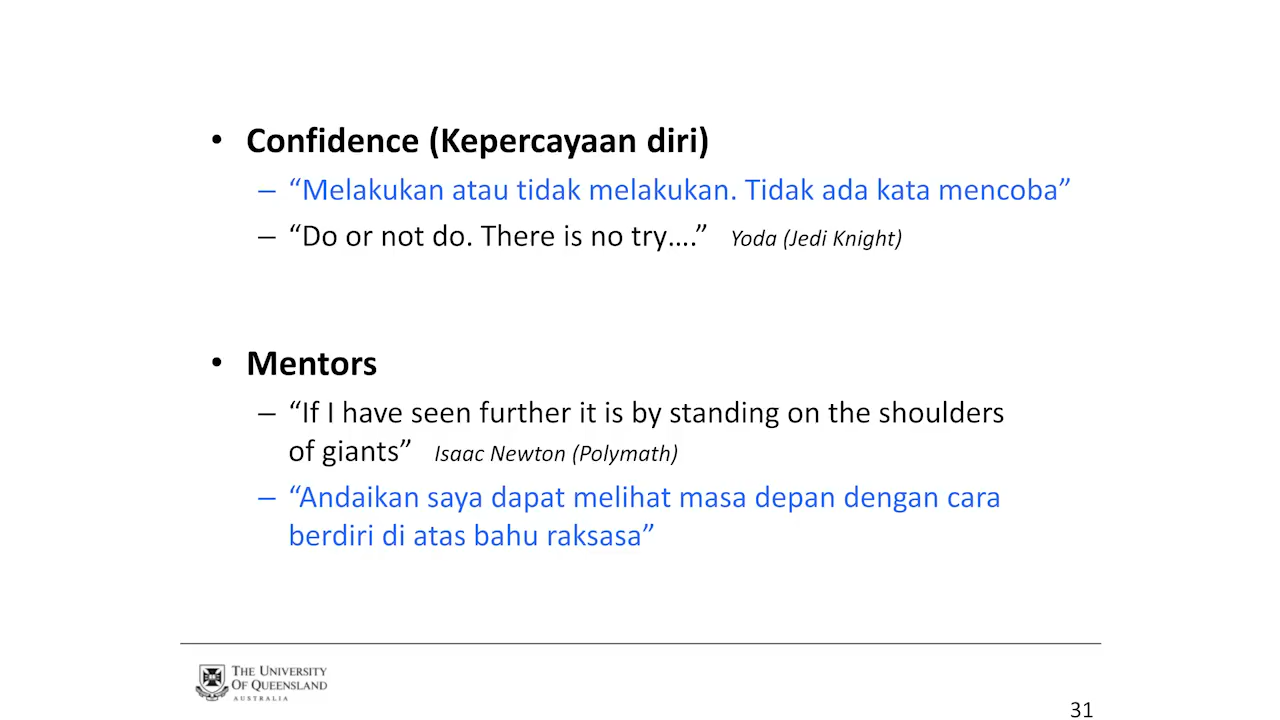 • Confidence (Kepercayaan diri)
– “Melakukan atau tidak melakukan. Tidak ada kata mencoba”
– “Do or not do. There is no try….” Yoda (Jedi Knight)
• Mentors
– “If I have seen further it is by standing on the shoulders
of giants” Isaac Newton (Polymath)
– “Andaikan saya dapat melihat masa depan dengan cara
berdiri di atas bahu raksasa”
THE UNIVERSITY
OF QUEENSLAND
AUSTRALIA
31